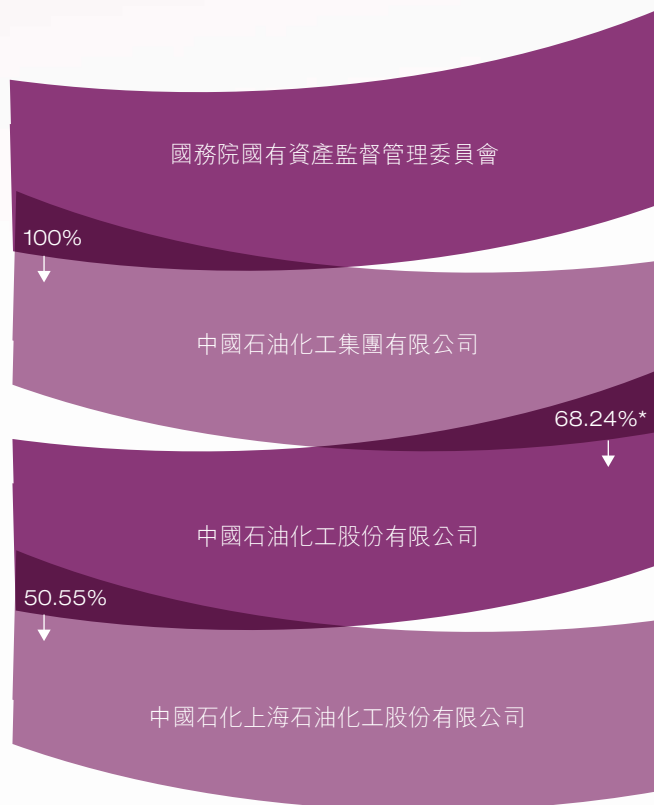 國務院國有資產監督管理委員會
100%
中國石油化工集團有限公司
68.24%*
中國石油化工股份有限公司
50.55%
中國石化上海石油化工股份有限公司